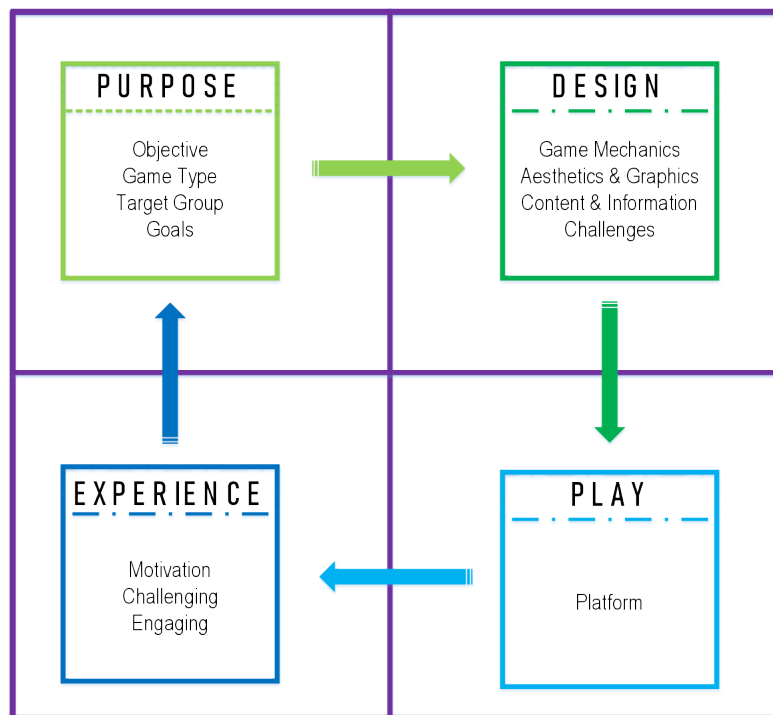 PURPOSE
Objective
Game Type
Target Group
Goals
DESIGN
Game Mechanics
Aesthetics & Graphics
Content & Information
Challenges
EXPERIENCE
Motivation
Challenging
Engaging
PLAY
Platform